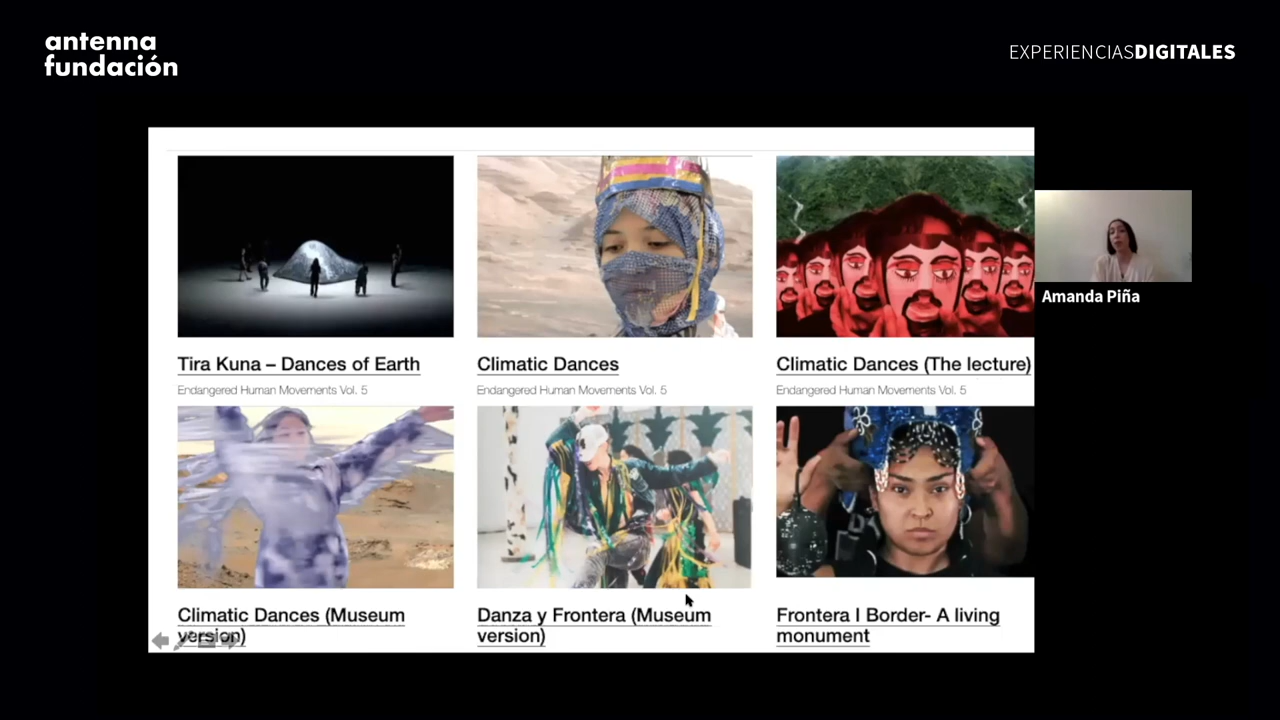 antenna
fundación
EXPERIENCIASDIGITALES
Tira Kuna – Dances of Earth
Endangered Human Movements Vol. 5
Climatic Dances
Endangered Human Movements Vol. 5
Climatic Dances (The lecture)
Endangered Human Movements Vol. 5
Amanda Piña
Climatic Dances (Museum
version)
Danza y Frontera (Museum
version)
Frontera I Border- A living
monument